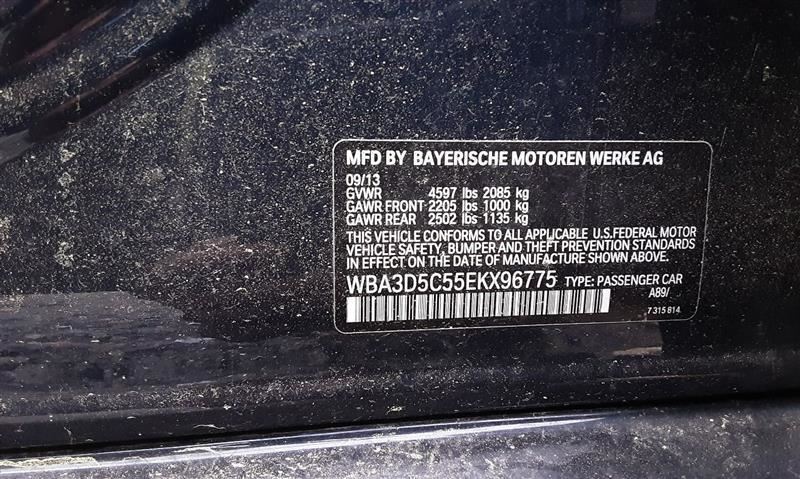 MFD BY BAYERISCHE MOTOREN WERKE AG
09/13
GVWR 4597 lbs 2085 kg
GAWR FRONT 2205 lbs 1000 kg
GAWR REAR 2502 lbs 1135 kg
THIS VEHICLE CONFORMS TO ALL APPLICABLE U.S.FEDERAL MOTOR
VEHICLE SAFETY, BUMPER AND THEFT PREVENTION STANDARDS
IN EFFECT ON THE DATE OF MANUFACTURE SHOWN ABOVE.
WBA3D5C55EKX96775 TYPE: PASSENGER CAR
A89/
7 315 814